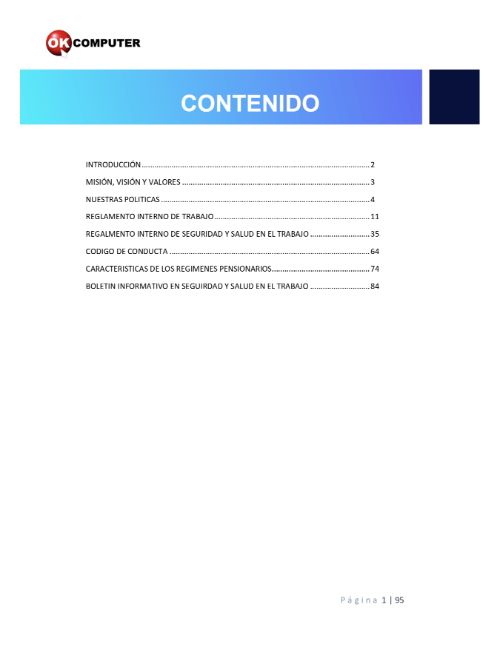 OK COMPUTER
CONTENIDO
INTRODUCCIÓN........................................................................................................2
MISIÓN, VISIÓN Y VALORES........................................................................................3
NUESTRAS POLITICAS.................................................................................................4
REGLAMENTO INTERNO DE TRABAJO.........................................................................11
REGALMENTO INTERNO DE SEGURIDAD Y SALUD EN EL TRABAJO............................35
CODIGO DE CONDUCTA.............................................................................................64
CARACTERISTICAS DE LOS REGIMENES PENSIONARIOS..............................................74
BOLETIN INFORMATIVO EN SEGUIRDAD Y SALUD EN EL TRABAJO............................84
Página 1 | 95